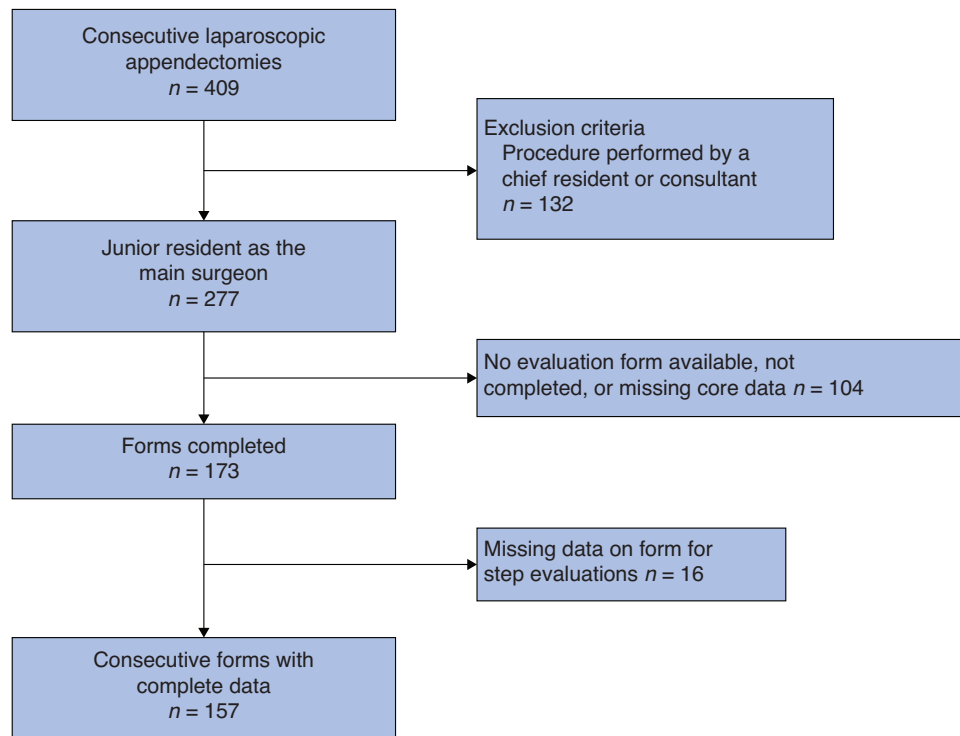 Consecutive laparoscopic
appendectomies
n = 409
Exclusion criteria
Procedure performed by a
chief resident or consultant
n = 132
Junior resident as the
main surgeon
n = 277
No evaluation form available, not
completed, or missing core data n = 104
Forms completed
n = 173
Missing data on form for
step evaluations n = 16
Consecutive forms with
complete data
n = 157